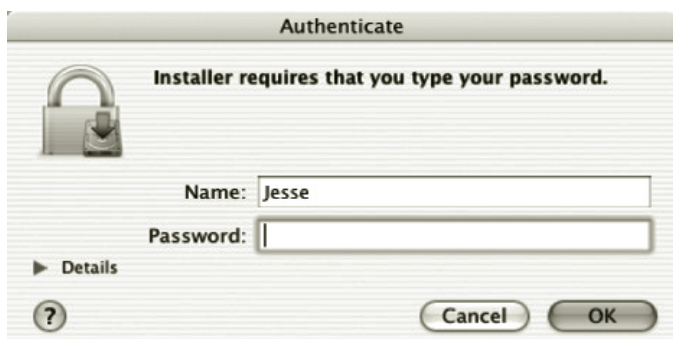 Authenticate
Installer requires that you type your password.
Name: Jesse
Password:
Details
?
Cancel OK